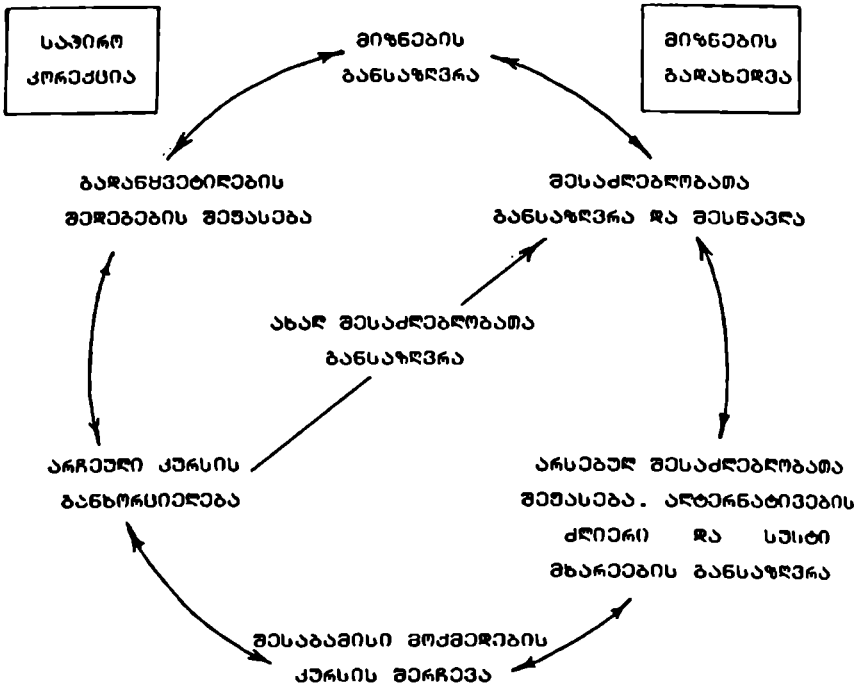 საჭირო
კორექცია
მიზნების
განსაზღვრა
მიზნების
გადახედვა
გადაწყვეტილების
შედეგების შეფასება
შესაძლებლობათა
განსაზღვრა და შესწავლა
ახალ შესაძლებლობათა
განსაზღვრა
არჩეული კურსის
განხორციელება
არსებულ შესაძლებლობათა
შეფასება. ალტერნატივების
ძლიერი და სუსტი
მხარეების განსაზღვრა
შესაბამისი მოქმედების
კურსის შერჩევა